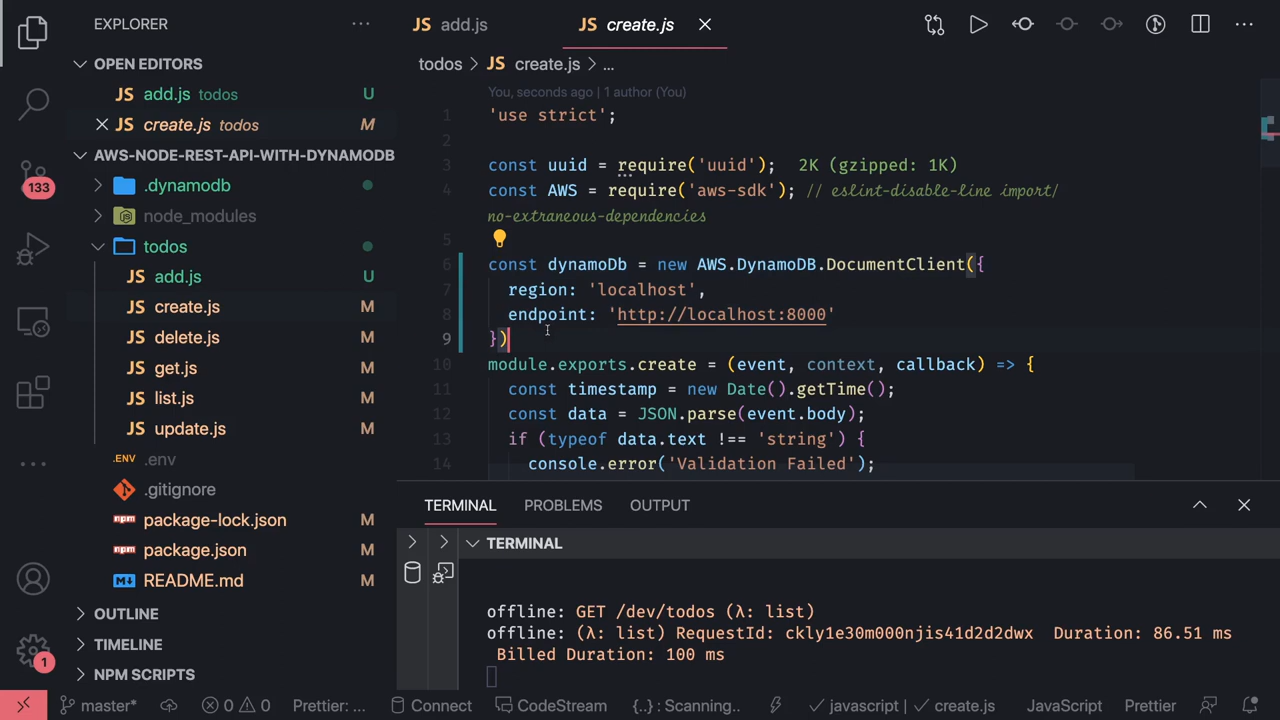 EXPLORER
OPEN EDITORS
JS add.js todos U
JS create.js todos M
AWS-NODE-REST-API-WITH-DYNAMODB
.dynamodb
node_modules
todos
JS add.js U
JS create.js M
JS delete.js M
JS get.js M
JS list.js M
JS update.js M
.ENV .env
.gitignore
npm package-lock.json M
npm package.json M
README.md M
OUTLINE
TIMELINE
NPM SCRIPTS
133
1
JS add.js JS create.js
todos > JS create.js > ...
You, seconds ago | 1 author (You)
1 'use strict';
2
3 const uuid = require('uuid'); 2K (gzipped: 1K)
4 const AWS = require('aws-sdk'); // eslint-disable-line import/
no-extraneous-dependencies
5
6 const dynamoDb = new AWS.DynamoDB.DocumentClient({
7 region: 'localhost',
8 endpoint: 'http://localhost:8000'
9 })
10 module.exports.create = (event, context, callback) => {
11 const timestamp = new Date().getTime();
12 const data = JSON.parse(event.body);
13 if (typeof data.text !== 'string') {
14 console.error('Validation Failed');
TERMINAL PROBLEMS OUTPUT
TERMINAL
offline: GET /dev/todos (λ: list)
offline: (λ: list) RequestId: ckly1e30m000njis41d2d2dwx Duration: 86.51 ms
Billed Duration: 100 ms
master* 0 0 Prettier: ... Connect CodeStream {..} : Scanning.. javascript | create.js JavaScript Prettier